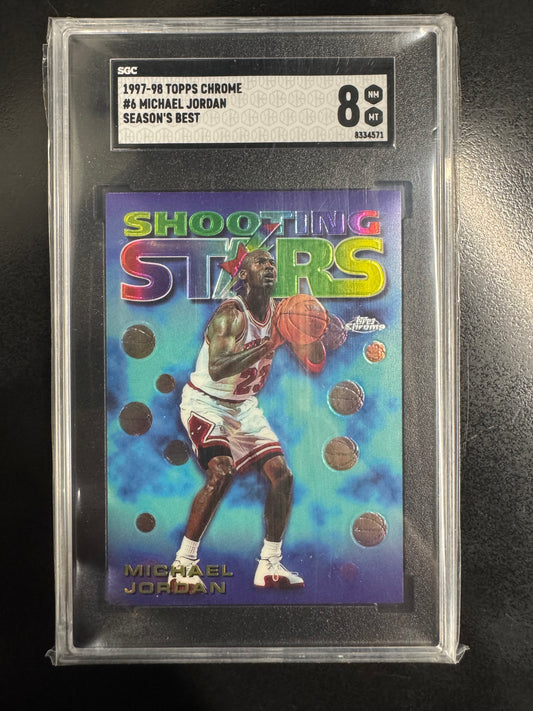 SGC
1997-98 TOPPS CHROME
#6 MICHAEL JORDAN
SEASON'S BEST
8
NM
MT
8334571
SHOOTING
STARS
Topps
Chrome
23
MICHAEL
JORDAN